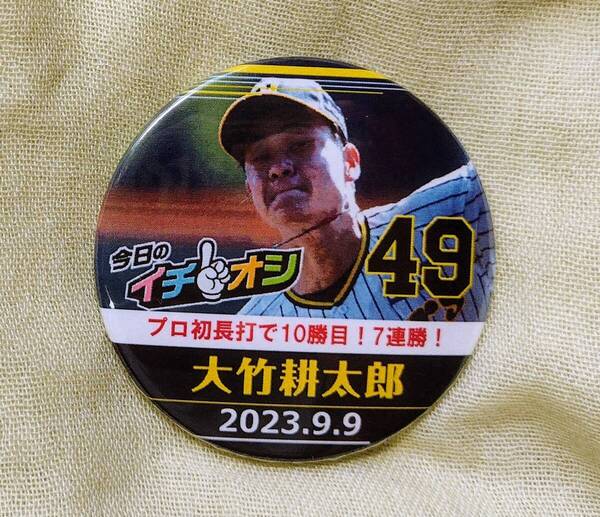 今日の
イチオシ
49
プロ初長打で10勝目！7連勝！
大竹耕太郎
2023.9.9